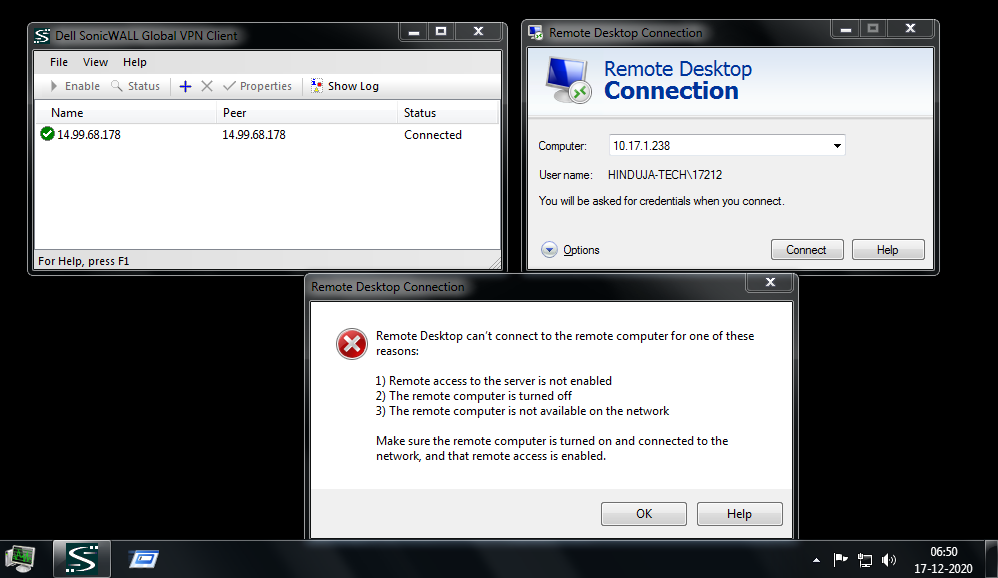 Dell SonicWALL Global VPN Client
File View Help
Enable Status Properties Show Log
Name Peer Status
14.99.68.178 14.99.68.178 Connected
For Help, press F1
Remote Desktop Connection
Remote Desktop
Connection
Computer: 10.17.1.238
User name: HINDUJA-TECH\17212
You will be asked for credentials when you connect.
Options Connect Help
Remote Desktop Connection
Remote Desktop can't connect to the remote computer for one of these
reasons:
1) Remote access to the server is not enabled
2) The remote computer is turned off
3) The remote computer is not available on the network
Make sure the remote computer is turned on and connected to the
network, and that remote access is enabled.
OK Help
06:50
17-12-2020